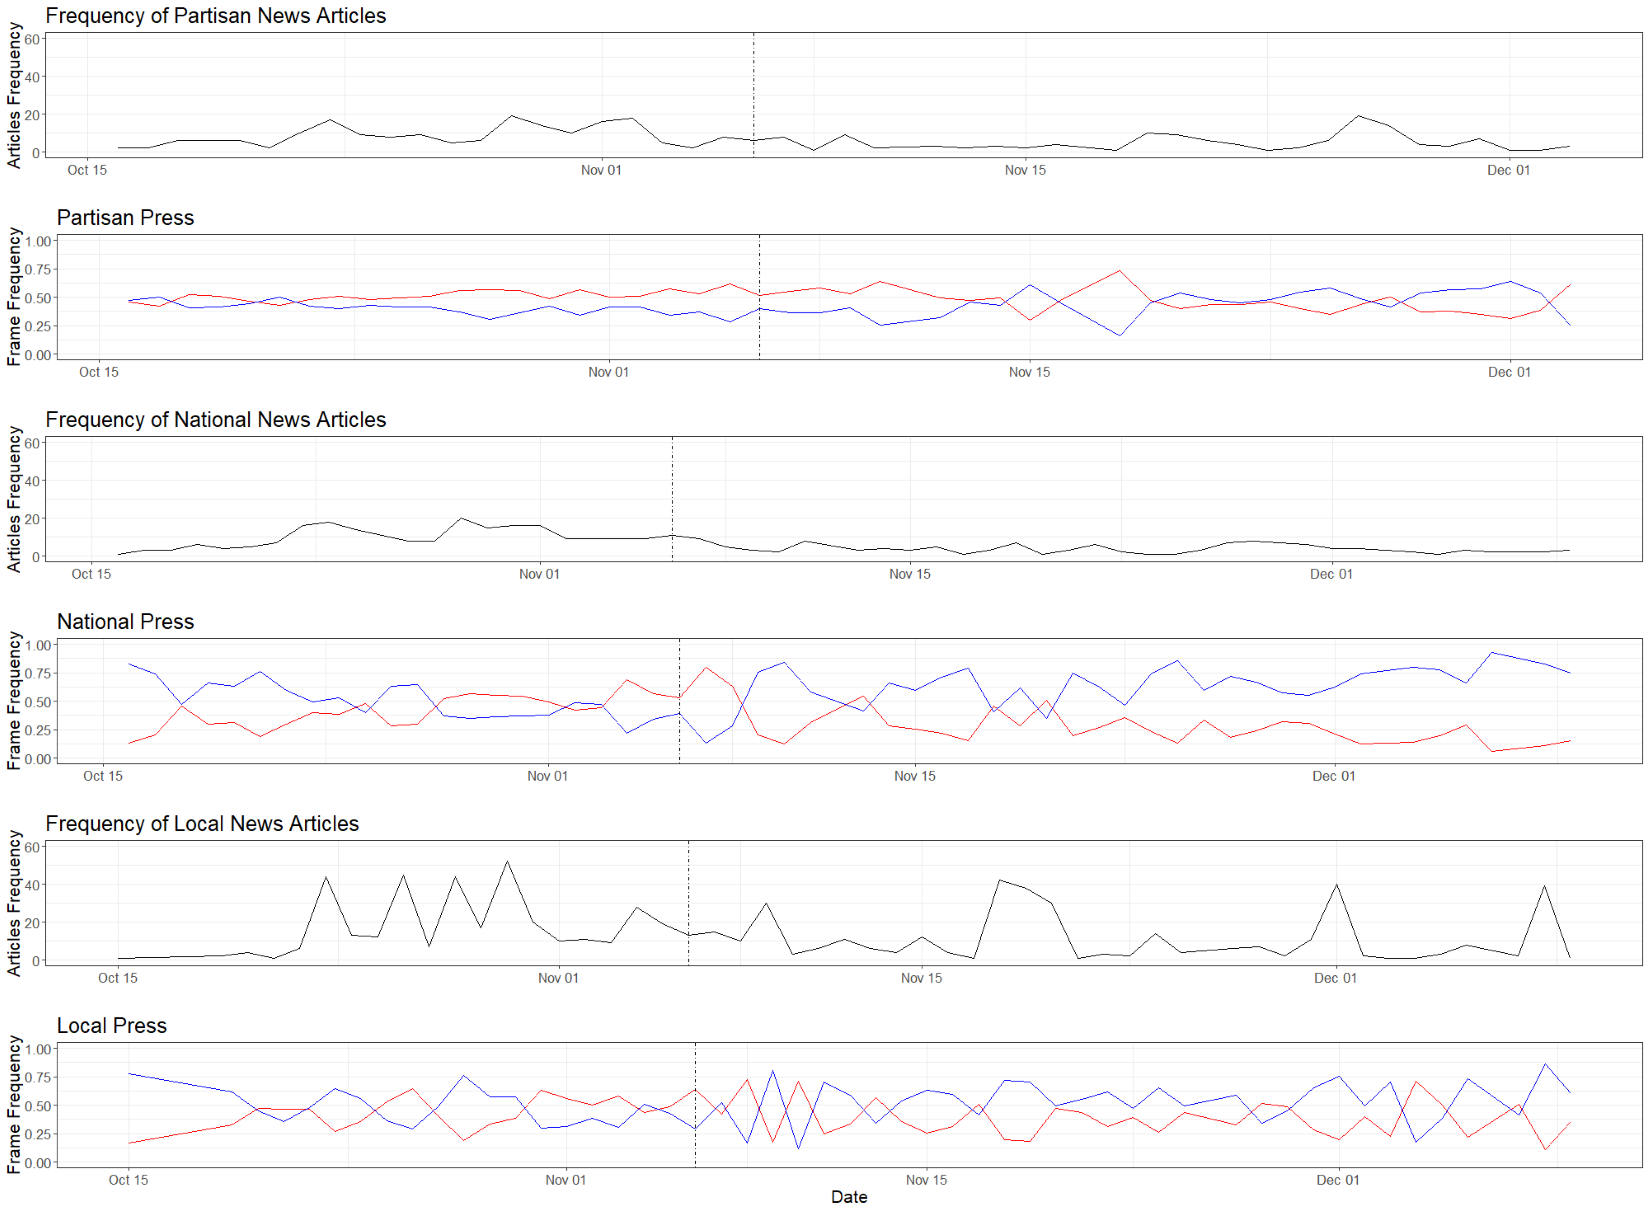 Frequency of Partisan News Articles
Articles Frequency
60
40
20
0
Oct 15 Nov 01 Nov 15 Dec 01
Partisan Press
Frame Frequency
1.00
0.75
0.50
0.25
0.00
Oct 15 Nov 01 Nov 15 Dec 01
Frequency of National News Articles
Articles Frequency
60
40
20
0
Oct 15 Nov 01 Nov 15 Dec 01
National Press
Frame Frequency
1.00
0.75
0.50
0.25
0.00
Oct 15 Nov 01 Nov 15 Dec 01
Frequency of Local News Articles
Articles Frequency
60
40
20
0
Oct 15 Nov 01 Nov 15 Dec 01
Local Press
Frame Frequency
1.00
0.75
0.50
0.25
0.00
Oct 15 Nov 01 Nov 15 Dec 01
Date